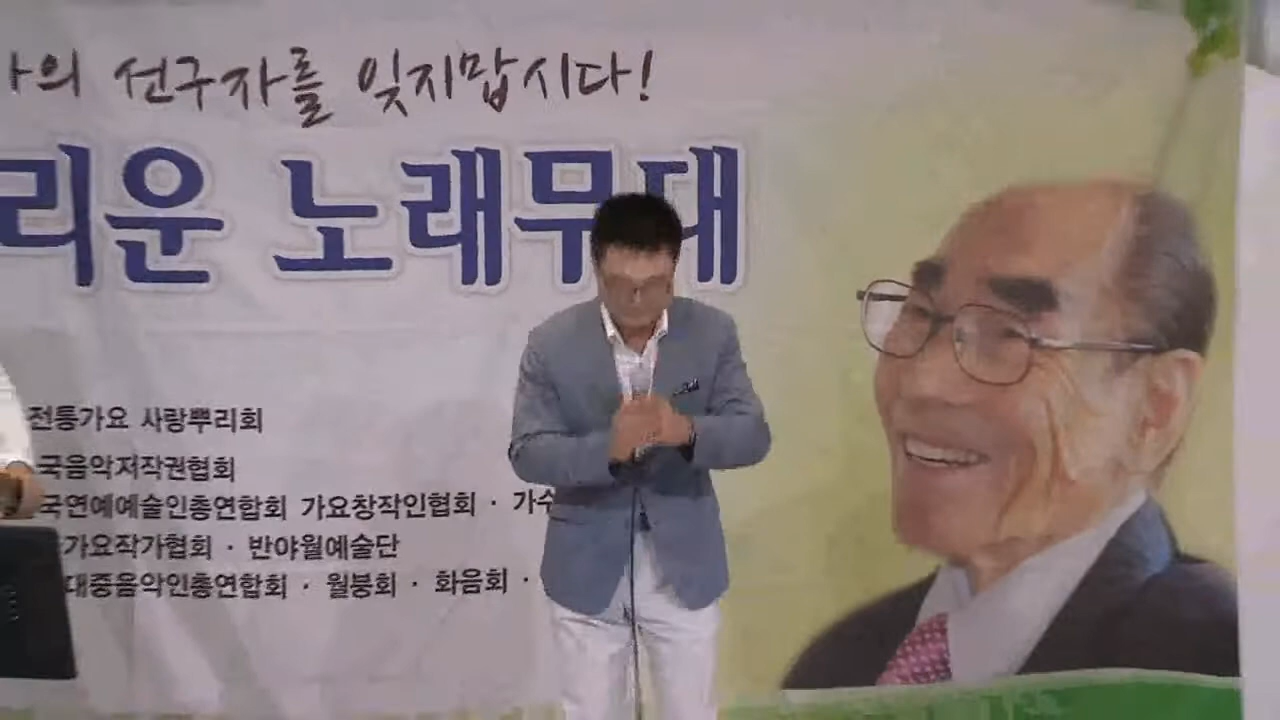 의 선구자를 잊지맙시다!
리운 노래무대
전통가요 사랑뿌리회
국음악저작권협회
국연예예술인총연합회 가요창작인협회 · 가수
가요작가협회 · 반야월예술단
대중음악인총연합회 · 월붕회 · 화음회 ·